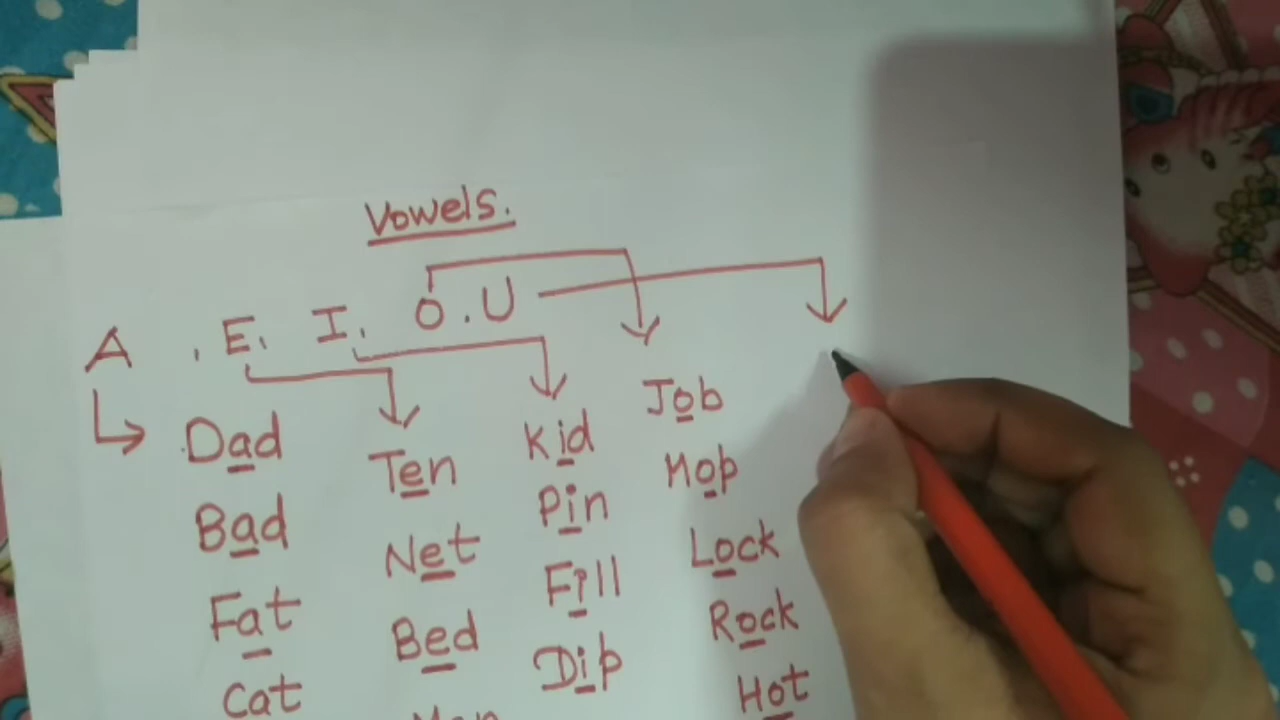 Vowels.
A , E, I, O . U
Dad
Bad
Fat
Cat
Ten
Net
Bed
Kid
Pin
Fill
Dip
Job
Mop
Lock
Rock
Hot